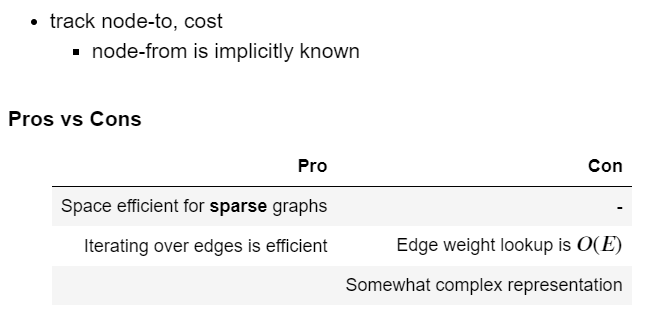 track node-to, cost
node-from is implicitly known
Pros vs Cons
Pro Con
Space efficient for sparse graphs -
Iterating over edges is efficient Edge weight lookup is O(E)
Somewhat complex representation